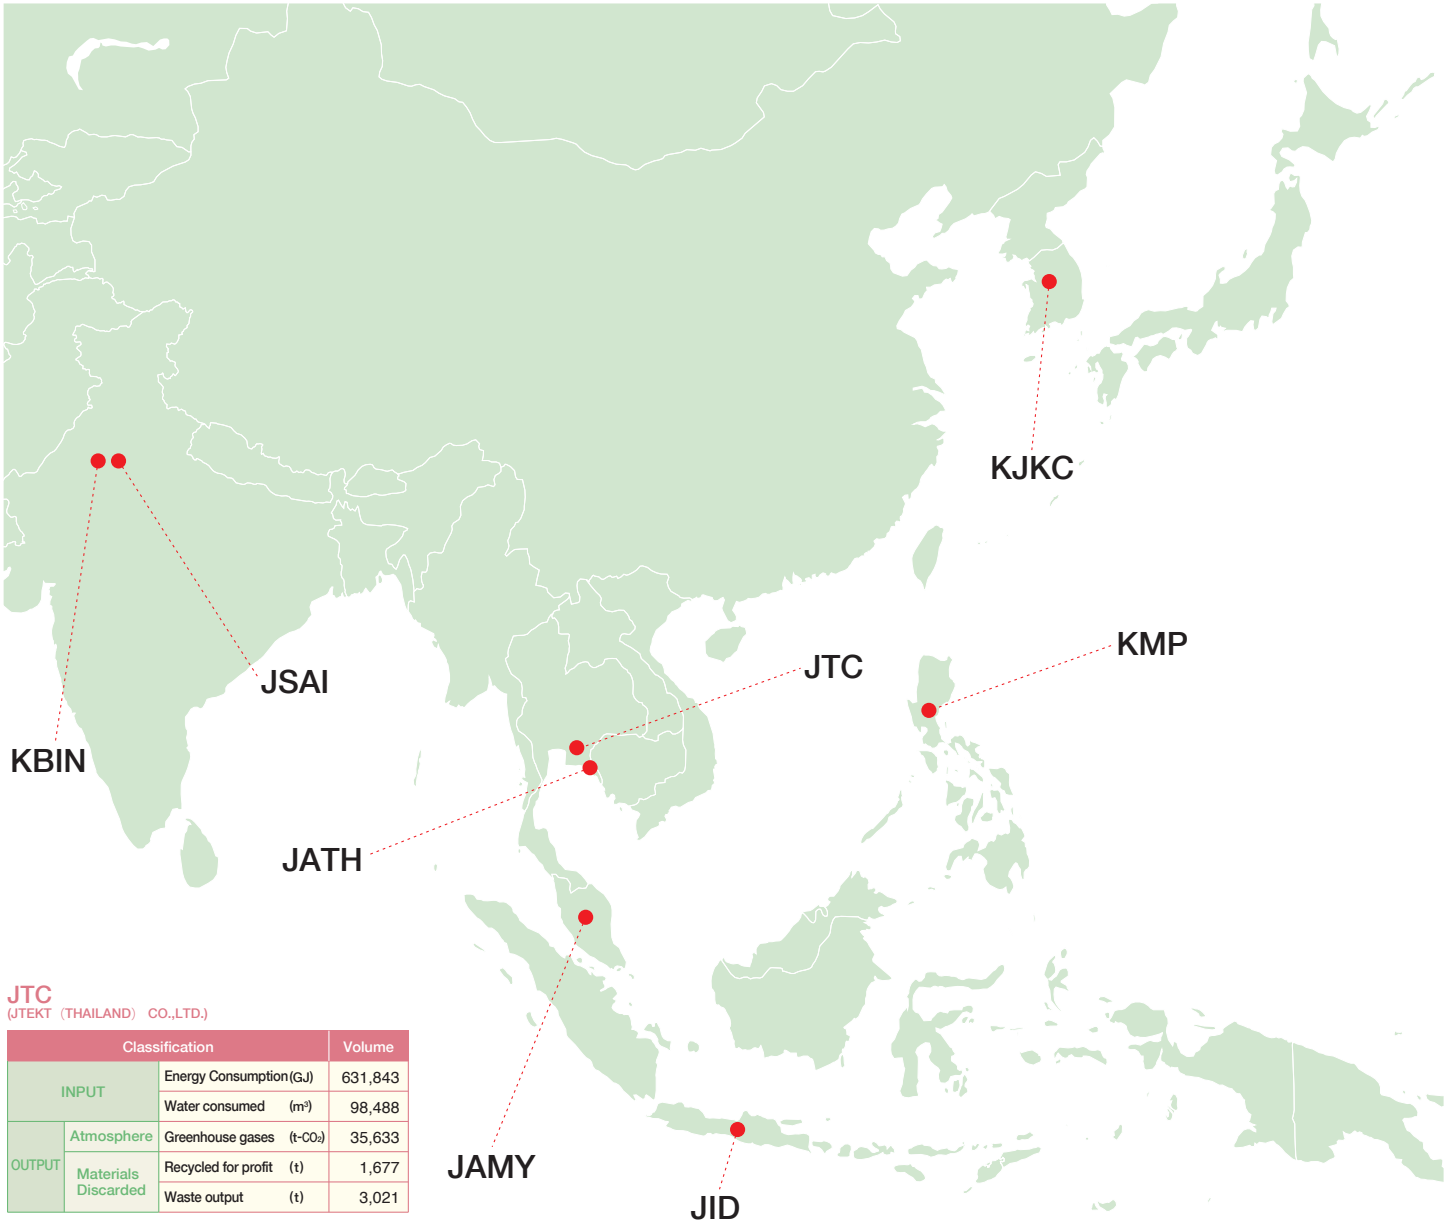 KJKC
KMP
JTC
JSAI
KBIN
JATH
JAMY
JID
JTC
(JTEKT (THAILAND) CO.,LTD.)
Classification Volume
INPUT Energy Consumption (GJ) 631,843
Water consumed (m³) 98,488
OUTPUT Atmosphere Greenhouse gases (t-CO₂) 35,633
Materials Discarded Recycled for profit (t) 1,677
Waste output (t) 3,021